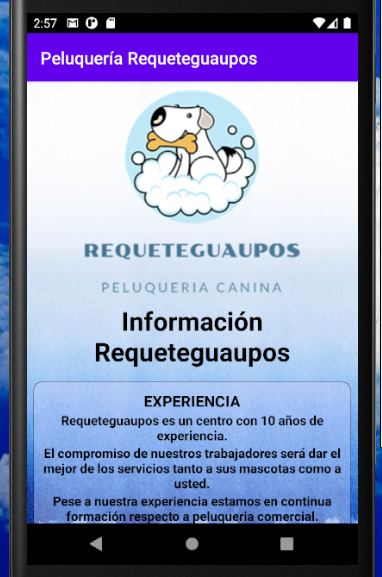 2:57
Peluquería Requeteguaupos
REQUETEGUAUPOS
PELUQUERIA CANINA
Información
Requeteguaupos
EXPERIENCIA
Requeteguaupos es un centro con 10 años de
experiencia.
El compromiso de nuestros trabajadores será dar el
mejor de los servicios tanto a sus mascotas como a
usted.
Pese a nuestra experiencia estamos en continua
formación respecto a peluqueria comercial.